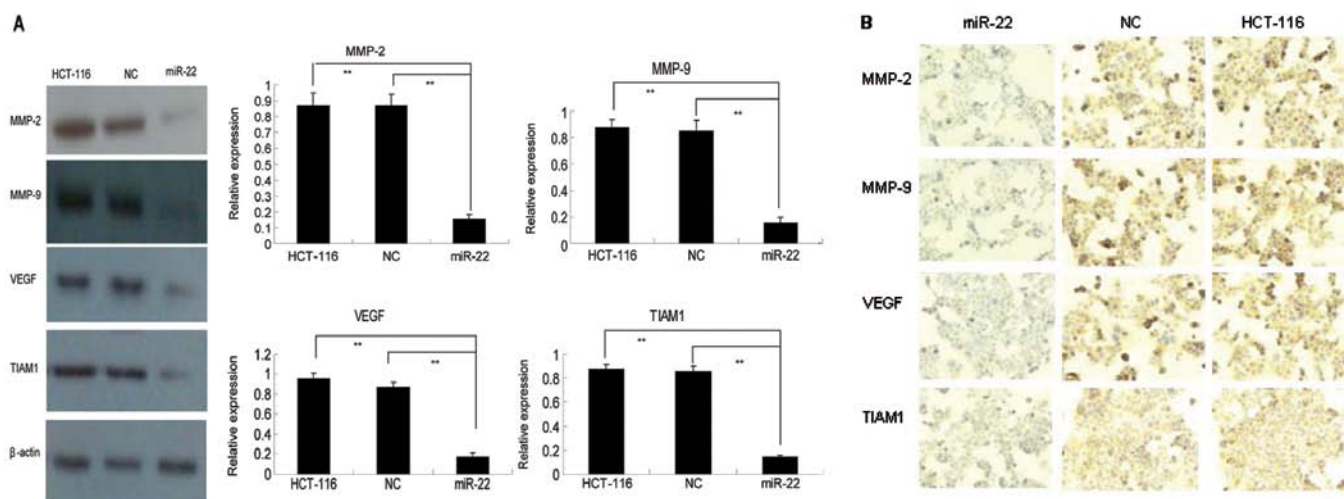 A
HCT-116 NC miR-22
MMP-2
MMP-9
VEGF
TIAM1
β-actin
MMP-2
**
**
Relative expression
1
0.9
0.8
0.7
0.6
0.5
0.4
0.3
0.2
0.1
0
HCT-116 NC miR-22
MMP-9
**
**
Relative expression
1
0.8
0.6
0.4
0.2
0
HCT-116 NC miR-22
VEGF
**
**
Relative expression
1.2
1
0.8
0.6
0.4
0.2
0
HCT-116 NC miR-22
TIAM1
**
**
Relative expression
1
0.8
0.6
0.4
0.2
0
HCT-116 NC miR-22
B
miR-22 NC HCT-116
MMP-2
MMP-9
VEGF
TIAM1